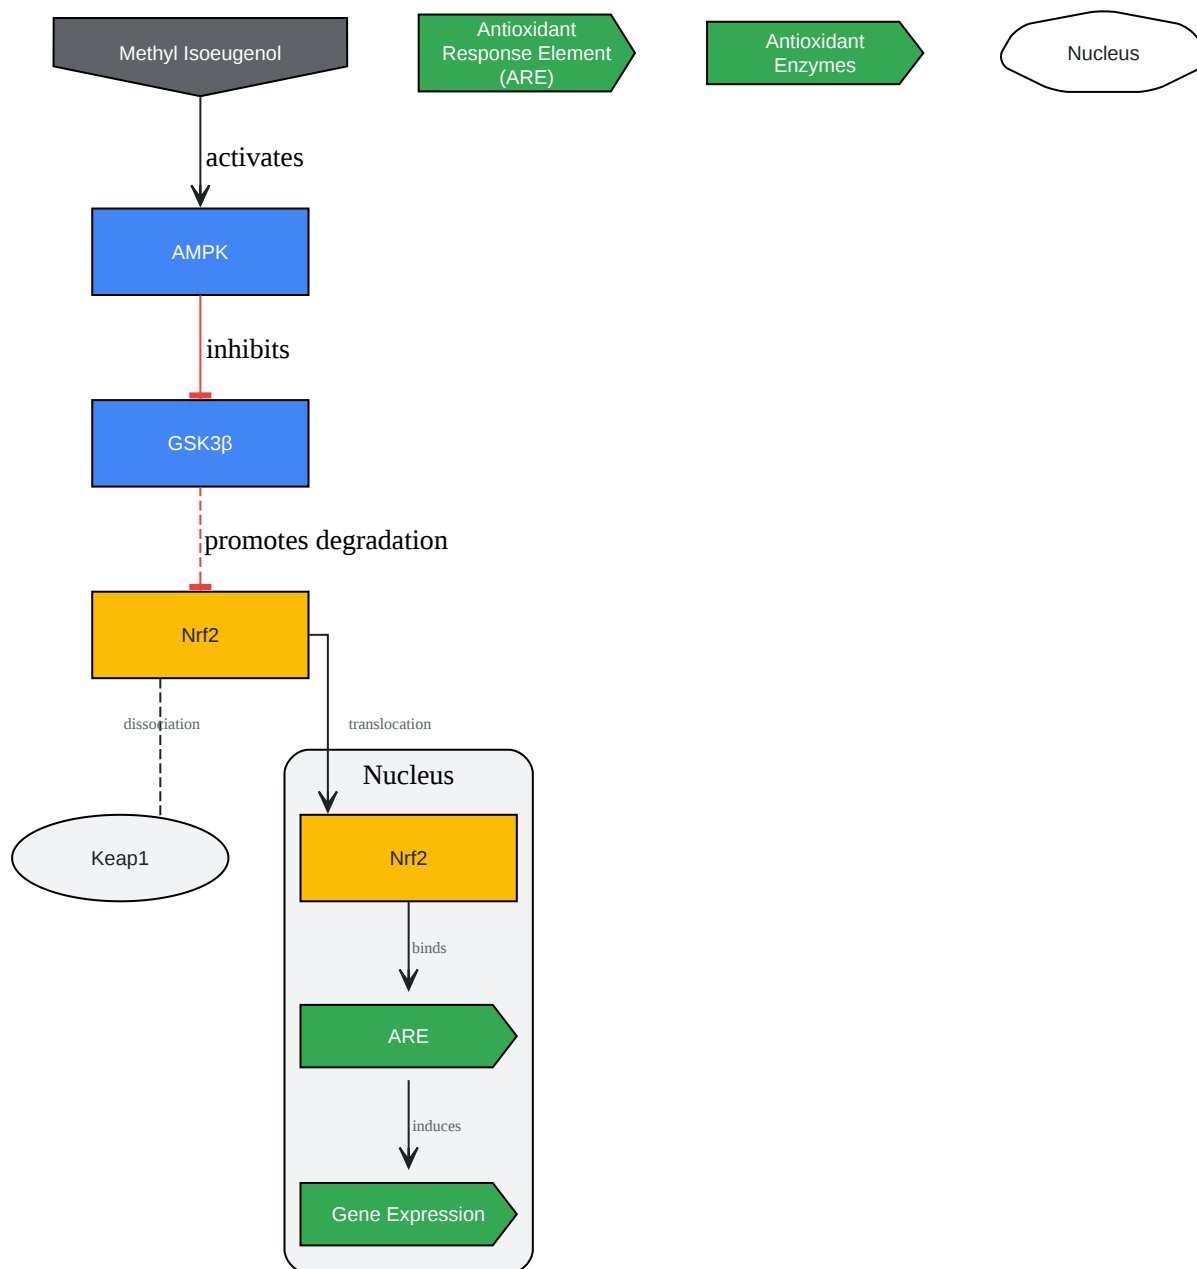 Methyl Isoeugenol
Antioxidant
Response Element
(ARE)
Antioxidant
Enzymes
Nucleus
activates
AMPK
inhibits
GSK3β
promotes degradation
Nrf2
dissociation
translocation
Nucleus
Keap1
Nrf2
binds
ARE
induces
Gene Expression